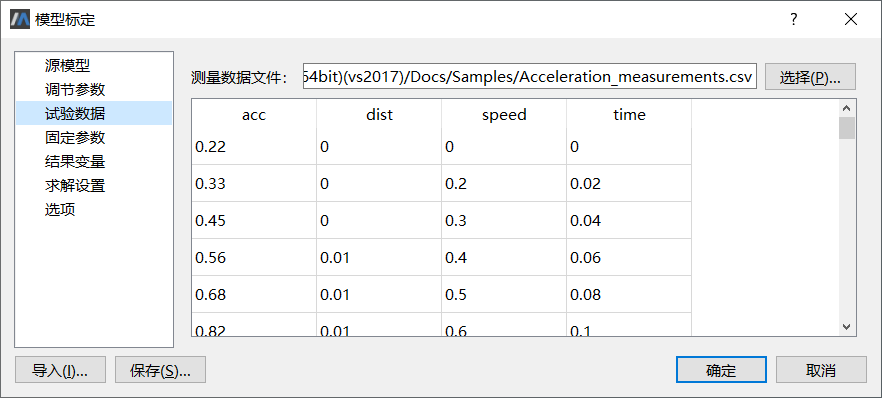 模型标定
?
源模型
调节参数
试验数据
固定参数
结果变量
求解设置
选项
测量数据文件: 64bit)(vs2017)/Docs/Samples/Acceleration_measurements.csv 选择(P)...
acc dist speed time
0.22 0 0 0
0.33 0 0.2 0.02
0.45 0 0.3 0.04
0.56 0.01 0.4 0.06
0.68 0.01 0.5 0.08
0.82 0.01 0.6 0.1
导入(I)... 保存(S)... 确定 取消